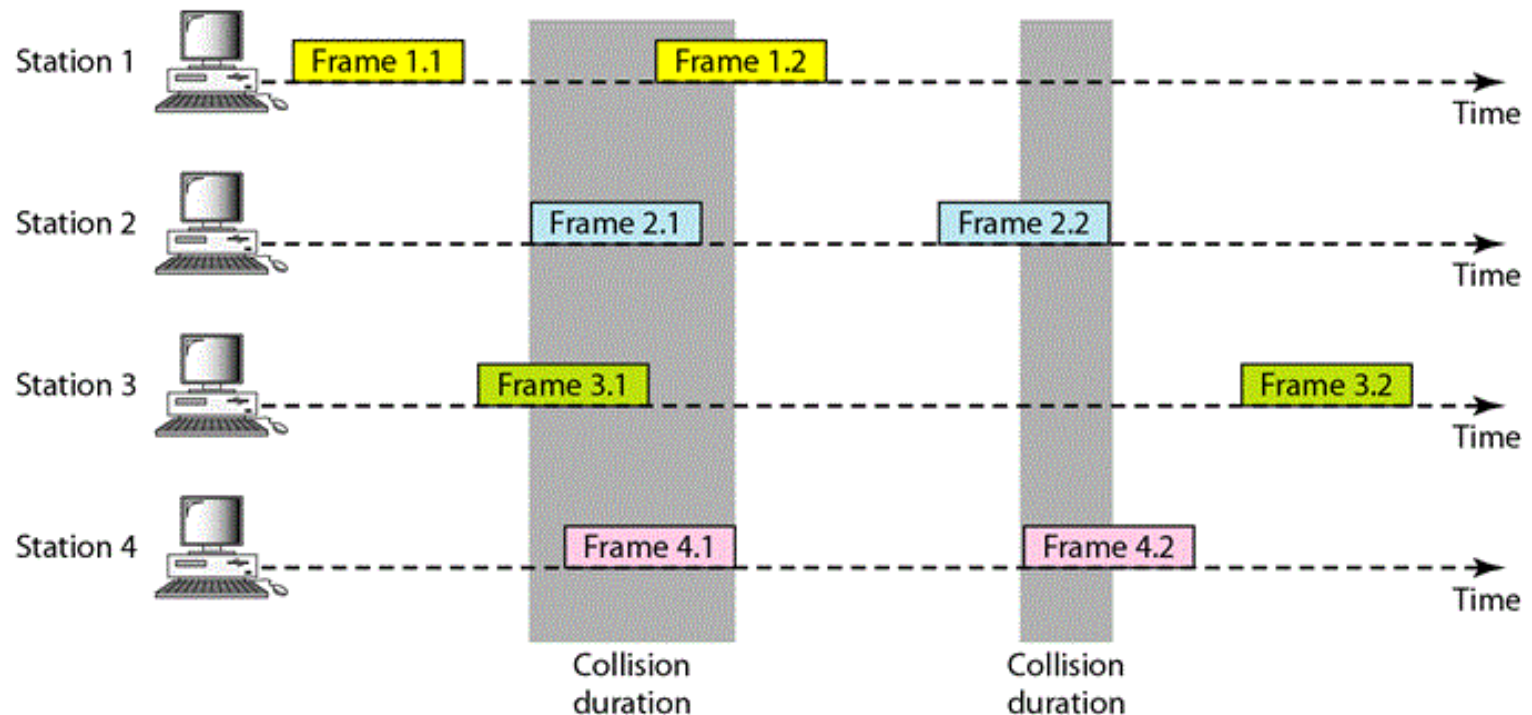 Station 1
Frame 1.1
Frame 1.2
Time
Station 2
Frame 2.1
Frame 2.2
Time
Station 3
Frame 3.1
Frame 3.2
Time
Station 4
Frame 4.1
Frame 4.2
Time
Collision
duration
Collision
duration